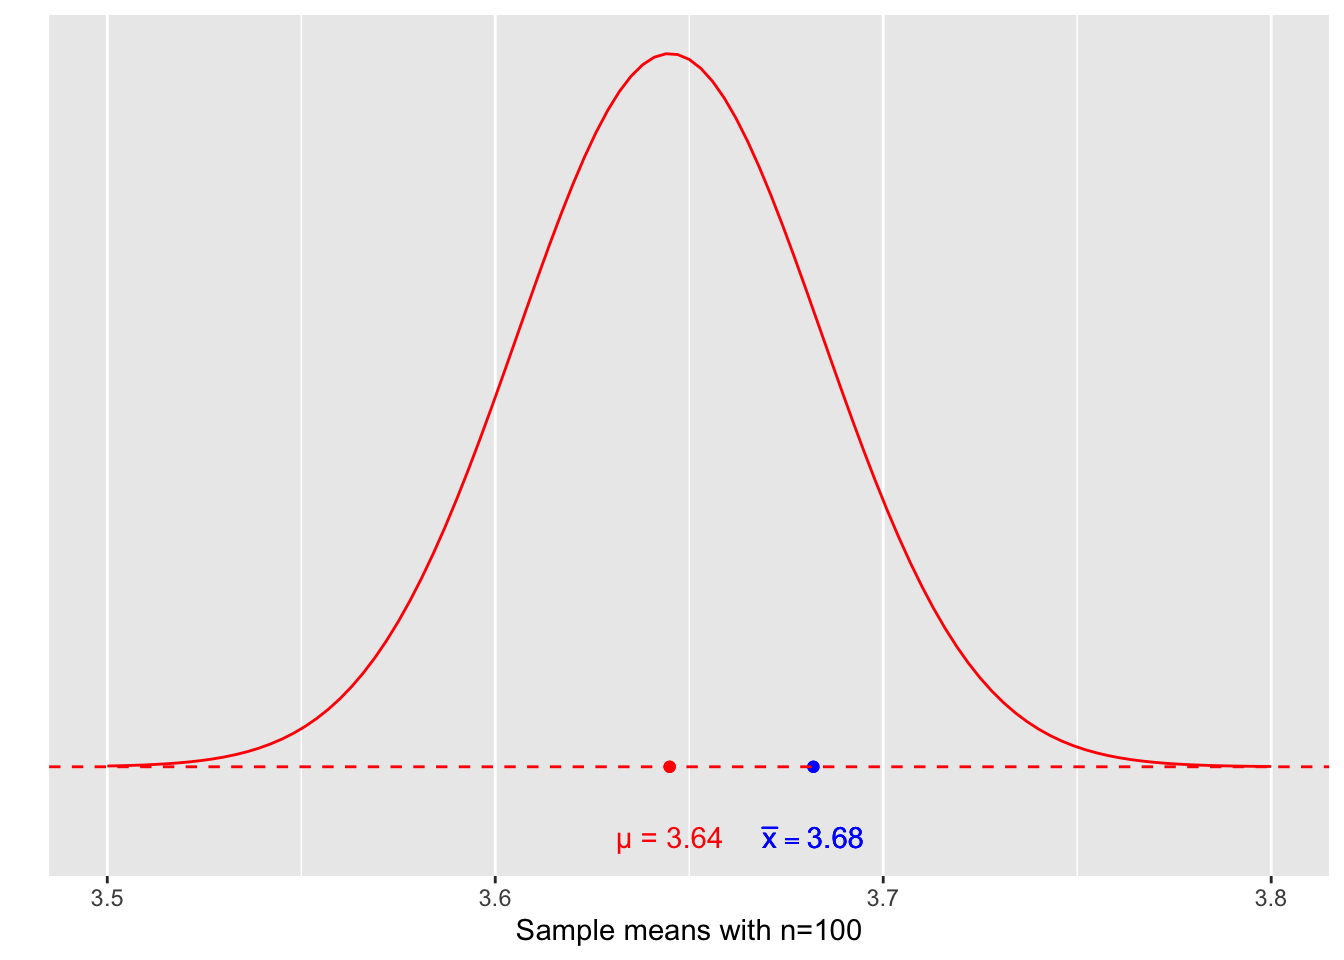 μ = 3.64 x̅ = 3.68
3.5 3.6 3.7 3.8
Sample means with n=100